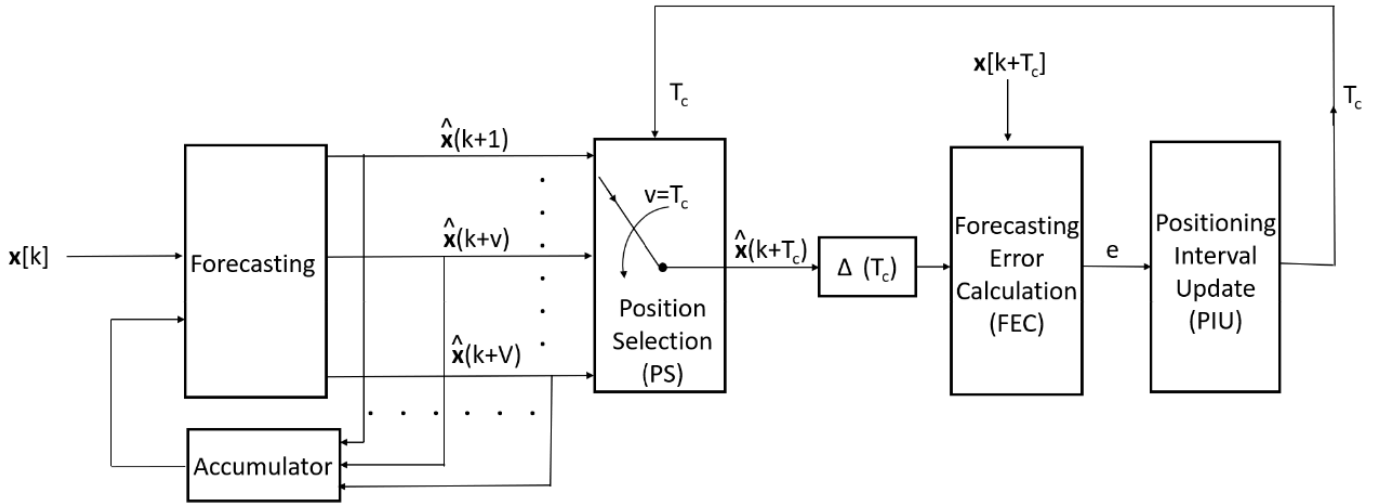 T_c
x[k+T_c]
T_c
x̂(k+1)
v=T_c
x[k]
Forecasting
x̂(k+v)
x̂(k+T_c)
Δ (T_c)
Forecasting
Error
Calculation
(FEC)
e
Positioning
Interval
Update
(PIU)
Position
Selection
(PS)
x̂(k+V)
Accumulator